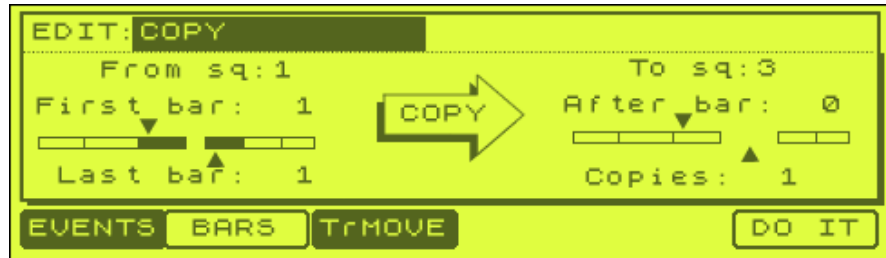 EDIT:COPY
From sq:1
To sq:3
First bar: 1
COPY
After bar: 0
Last bar: 1
Copies: 1
EVENTS BARS TrMOVE DO IT